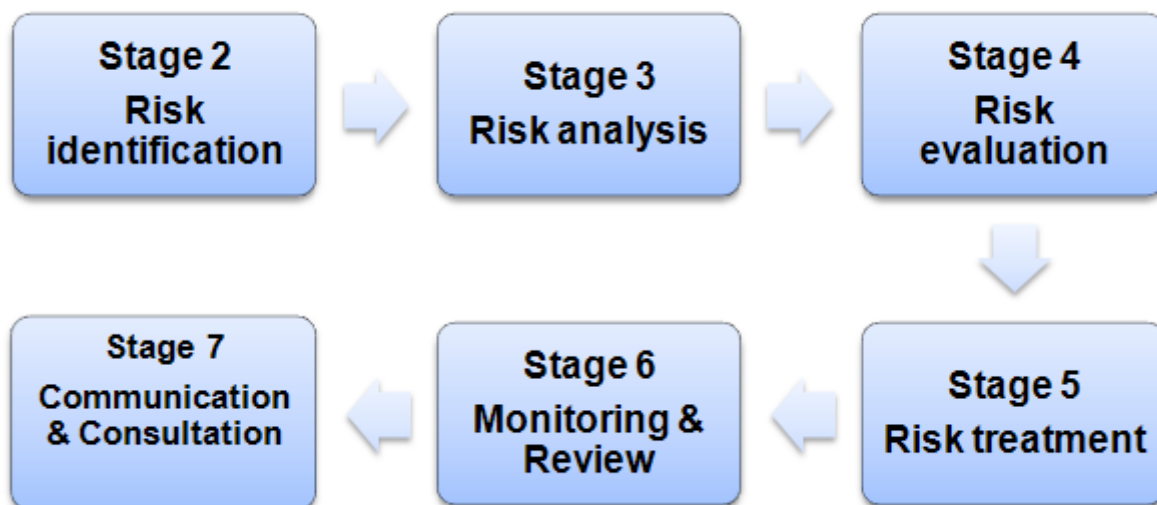 Stage 2
Risk
identification
Stage 3
Risk analysis
Stage 4
Risk
evaluation
Stage 5
Risk treatment
Stage 6
Monitoring &
Review
Stage 7
Communication
& Consultation